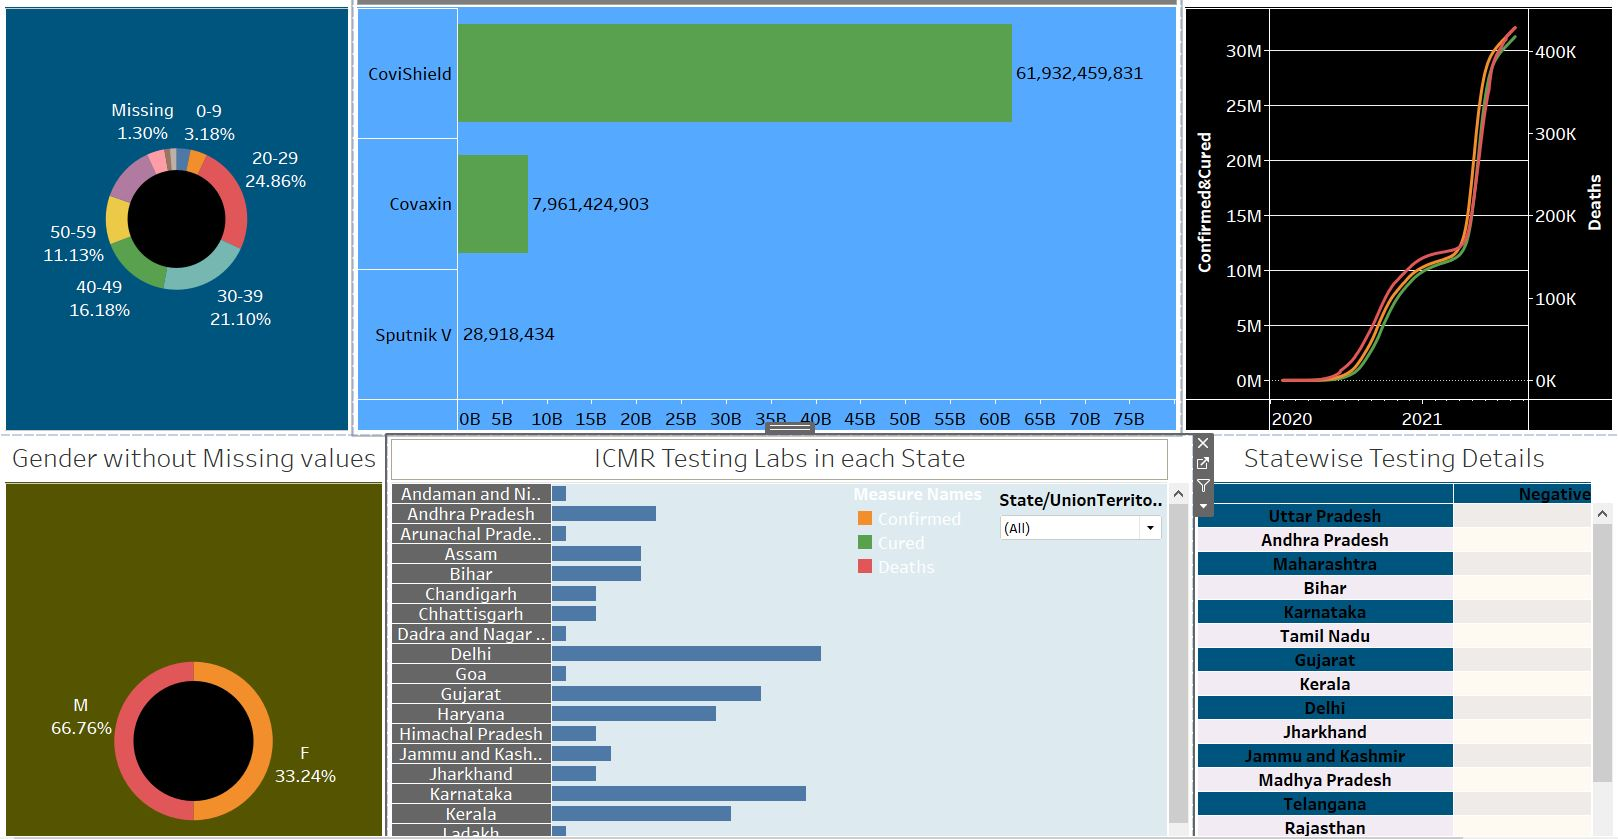 Missing
1.30%
0-9
3.18%
20-29
24.86%
50-59
11.13%
40-49
16.18%
30-39
21.10%
CoviShield
61,932,459,831
Covaxin
7,961,424,903
Sputnik V
28,918,434
0B 5B 10B 15B 20B 25B 30B 35B 40B 45B 50B 55B 60B 65B 70B 75B
Confirmed&Cured
30M
25M
20M
15M
10M
5M
0M
400K
300K
200K
100K
0K
Deaths
2020 2021
Gender without Missing values
M
66.76%
F
33.24%
ICMR Testing Labs in each State
Andaman and Ni..
Andhra Pradesh
Arunachal Prade..
Assam
Bihar
Chandigarh
Chhattisgarh
Dadra and Nagar ..
Delhi
Goa
Gujarat
Haryana
Himachal Pradesh
Jammu and Kash..
Jharkhand
Karnataka
Kerala
Ladakh
Measure Names
Confirmed
Cured
Deaths
State/UnionTerrito..
(All)
Statewise Testing Details
Negative
Uttar Pradesh
Andhra Pradesh
Maharashtra
Bihar
Karnataka
Tamil Nadu
Gujarat
Kerala
Delhi
Jharkhand
Jammu and Kashmir
Madhya Pradesh
Telangana
Rajasthan